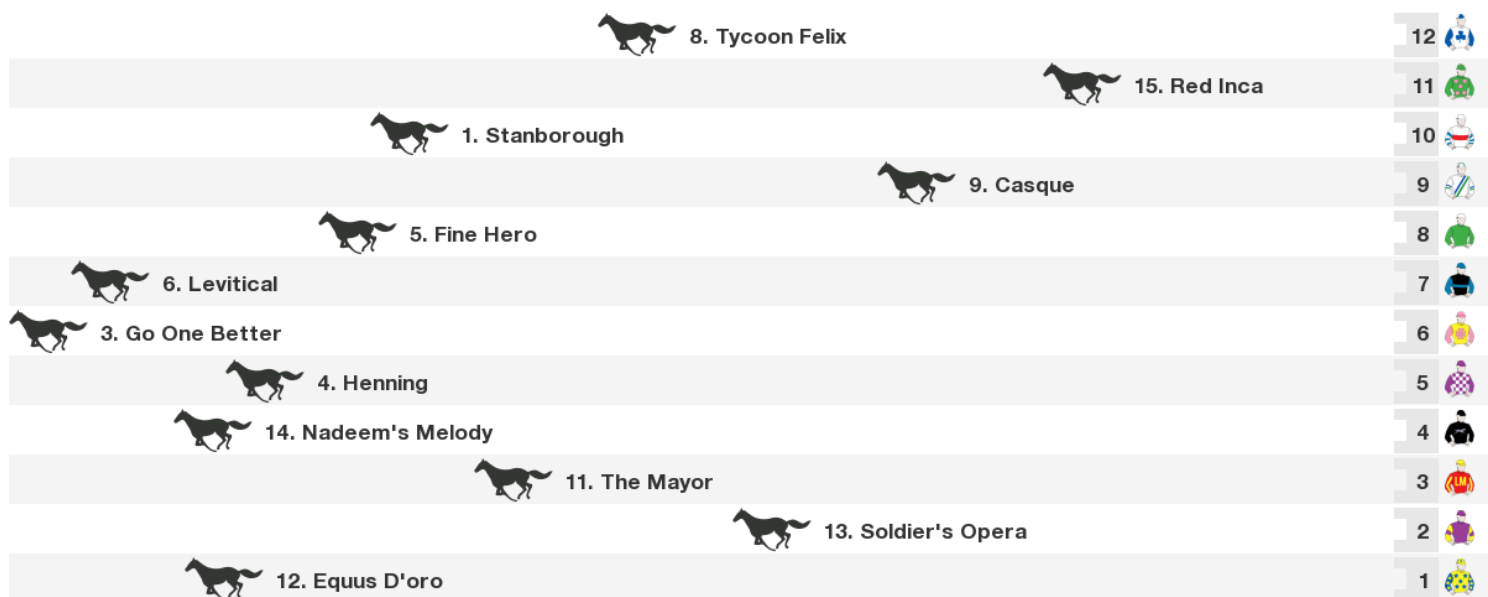 8. Tycoon Felix 12
15. Red Inca 11
1. Stanborough 10
9. Casque 9
5. Fine Hero 8
6. Levitical 7
3. Go One Better 6
4. Henning 5
14. Nadeem's Melody 4
11. The Mayor 3 LM
13. Soldier's Opera 2
12. Equus D'oro 1